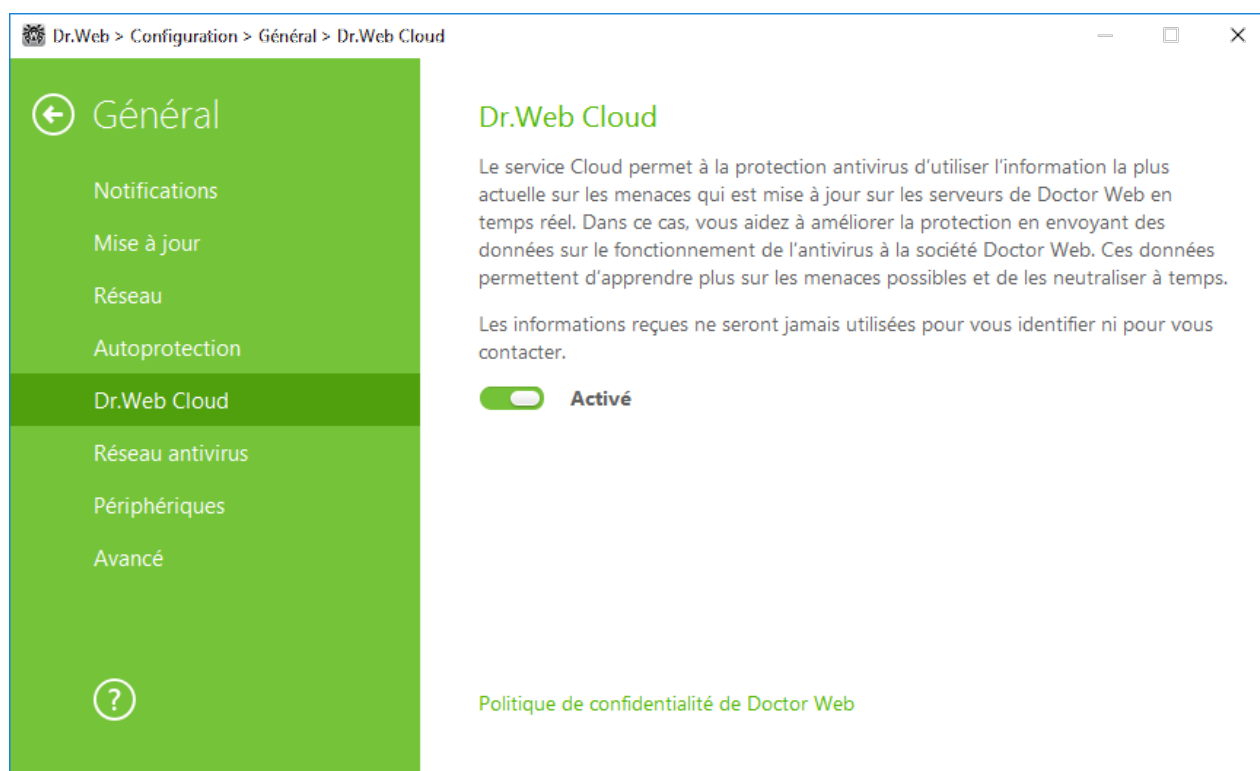 Dr.Web > Configuration > Général > Dr.Web Cloud
Général
Notifications
Mise à jour
Réseau
Autoprotection
Dr.Web Cloud
Réseau antivirus
Périphériques
Avancé
?
Dr.Web Cloud
Le service Cloud permet à la protection antivirus d'utiliser l'information la plus
actuelle sur les menaces qui est mise à jour sur les serveurs de Doctor Web en
temps réel. Dans ce cas, vous aidez à améliorer la protection en envoyant des
données sur le fonctionnement de l'antivirus à la société Doctor Web. Ces données
permettent d'apprendre plus sur les menaces possibles et de les neutraliser à temps.
Les informations reçues ne seront jamais utilisées pour vous identifier ni pour vous
contacter.
Activé
Politique de confidentialité de Doctor Web